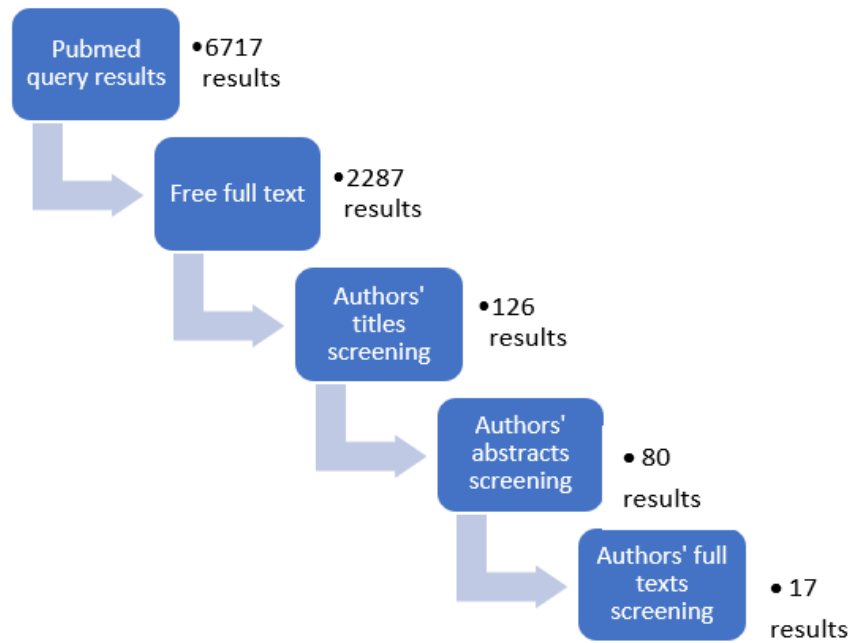 Pubmed
query results
•6717
results
Free full text
•2287
results
Authors'
titles
screening
•126
results
Authors'
abstracts
screening
• 80
results
Authors' full
texts
screening
• 17
results